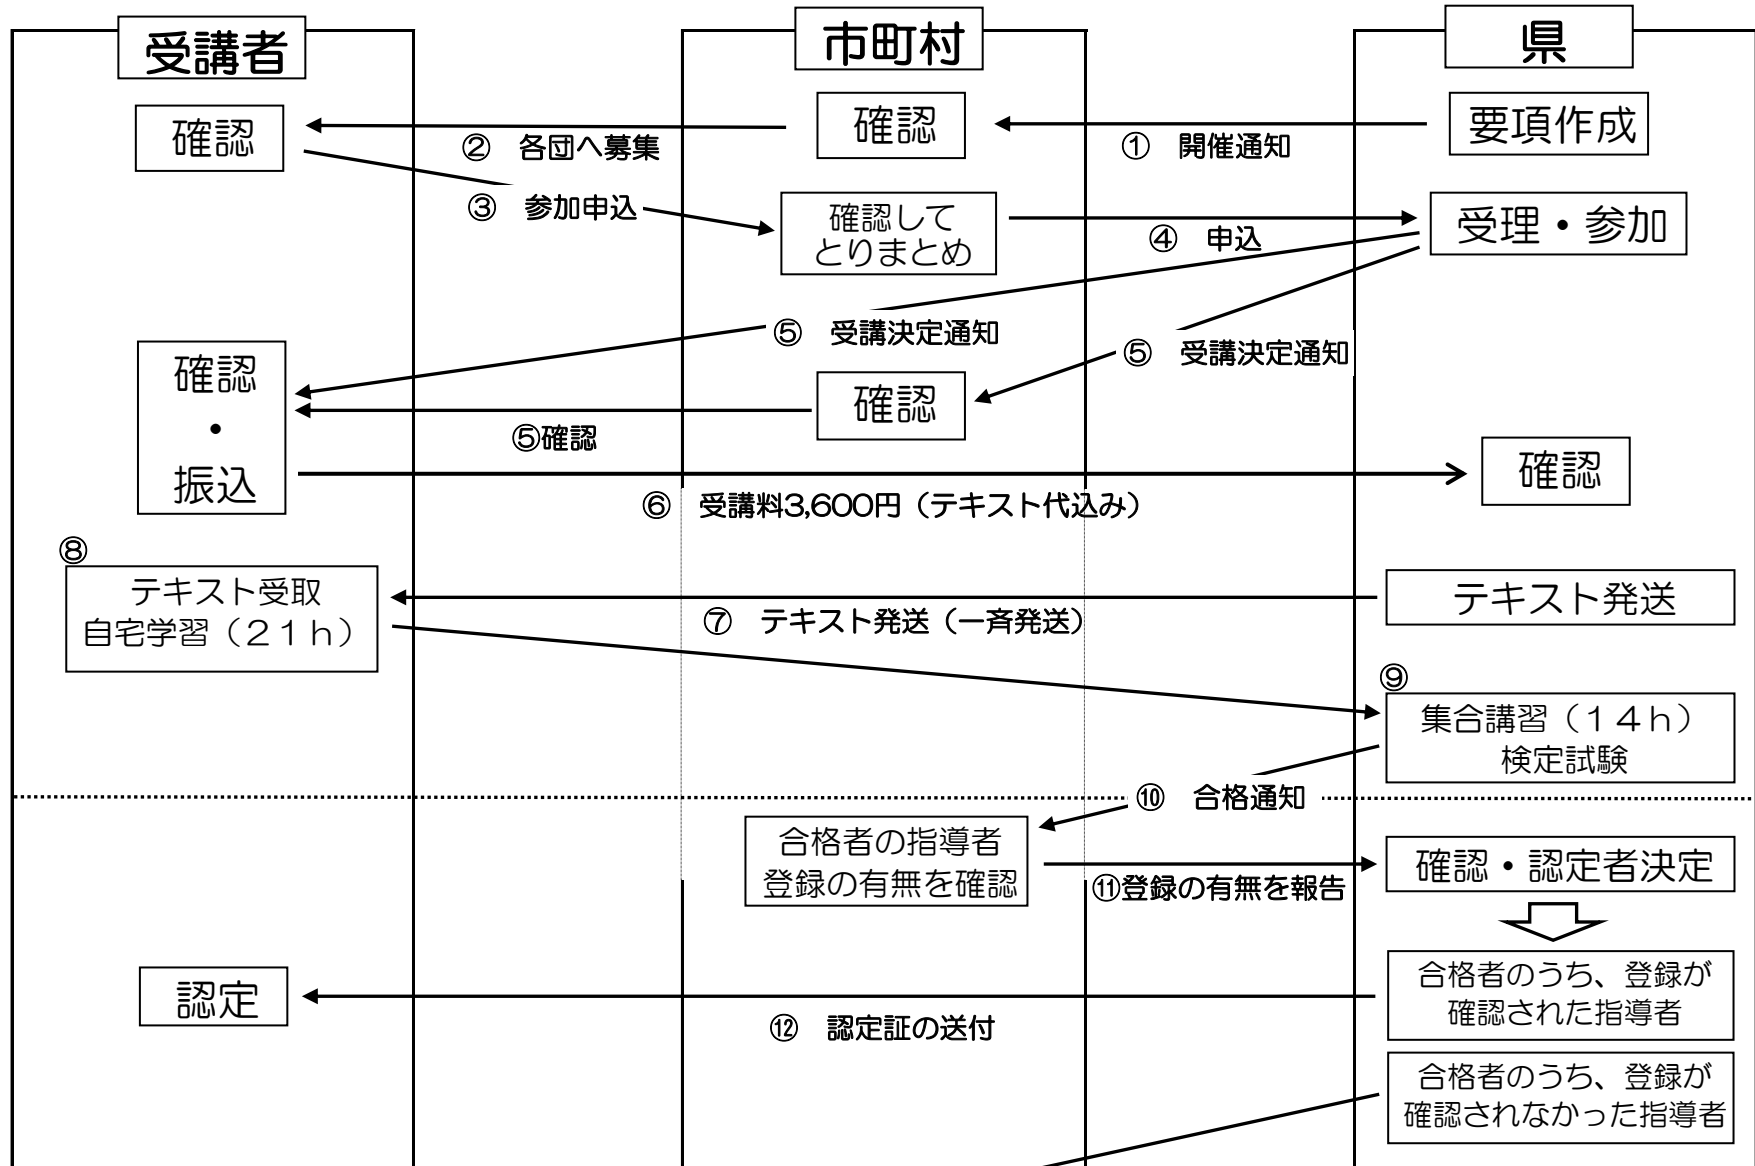 受講者
市町村
県
確認
確認
要項作成
② 各団へ募集
① 開催通知
③ 参加申込
確認して
とりまとめ
④ 申込
受理・参加
⑤ 受講決定通知
⑤ 受講決定通知
確認
・
振込
確認
⑤確認
確認
⑥ 受講料3,600円（テキスト代込み）
⑧
テキスト受取
自宅学習（２１ｈ）
⑦ テキスト発送（一斉発送）
テキスト発送
⑨
集合講習（１４ｈ）
検定試験
⑩ 合格通知
合格者の指導者
登録の有無を確認
⑪登録の有無を報告
確認・認定者決定
合格者のうち、登録が
確認された指導者
認定
⑫ 認定証の送付
合格者のうち、登録が
確認されなかった指導者